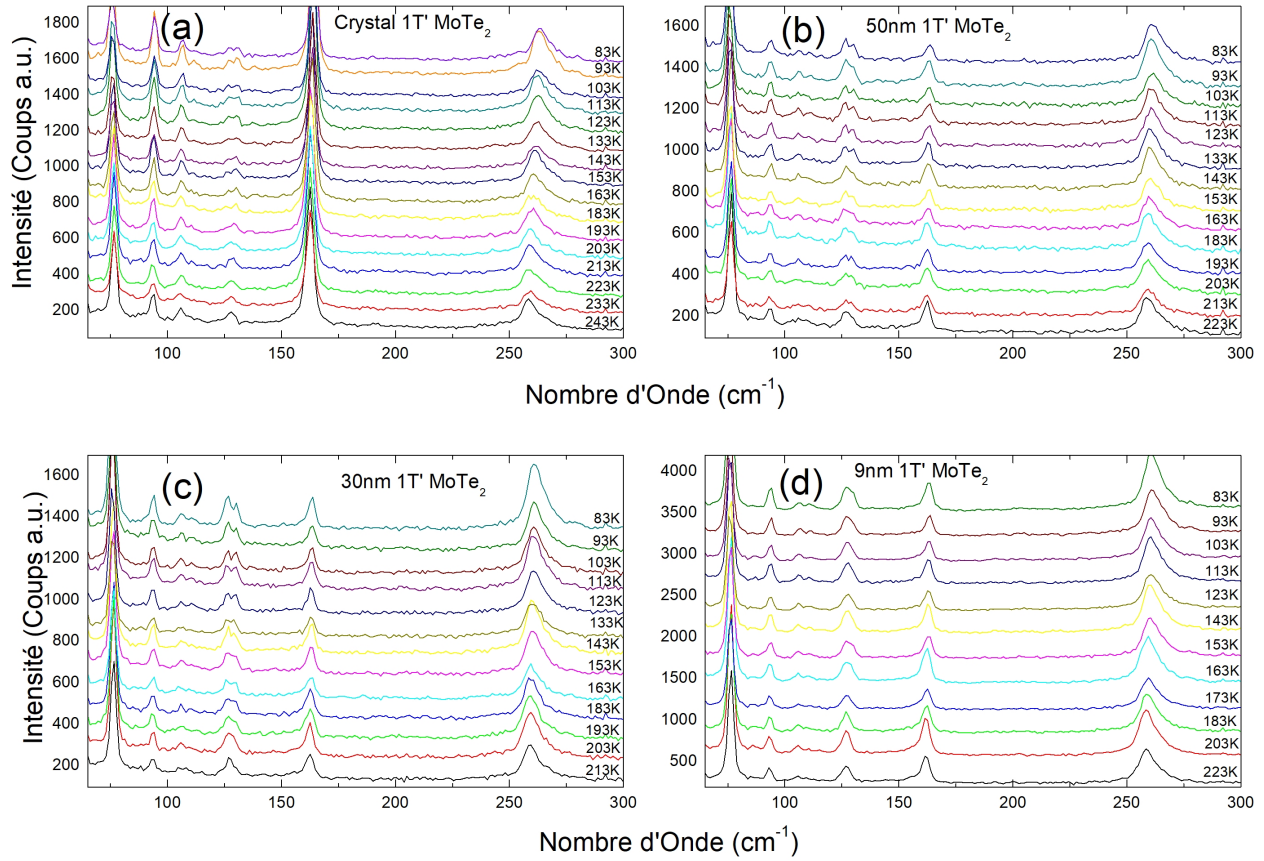 (a) Crystal 1T' MoTe2
Intensité (Coups a.u.)
1800
1600
1400
1200
1000
800
600
400
200
83K
93K
103K
113K
123K
133K
143K
153K
163K
183K
193K
203K
213K
223K
233K
243K
100 150 200 250 300
(b) 50nm 1T' MoTe2
1600
1400
1200
1000
800
600
400
200
83K
93K
103K
113K
123K
133K
143K
153K
163K
183K
193K
203K
213K
223K
100 150 200 250 300
Nombre d'Onde (cm-1)
(c) 30nm 1T' MoTe2
Intensité (Coups a.u.)
1600
1400
1200
1000
800
600
400
200
83K
93K
103K
113K
123K
133K
143K
153K
163K
183K
193K
203K
213K
100 150 200 250 300
(d) 9nm 1T' MoTe2
4000
3500
3000
2500
2000
1500
1000
500
83K
93K
103K
113K
123K
143K
153K
163K
173K
183K
203K
223K
100 150 200 250 300
Nombre d'Onde (cm-1)